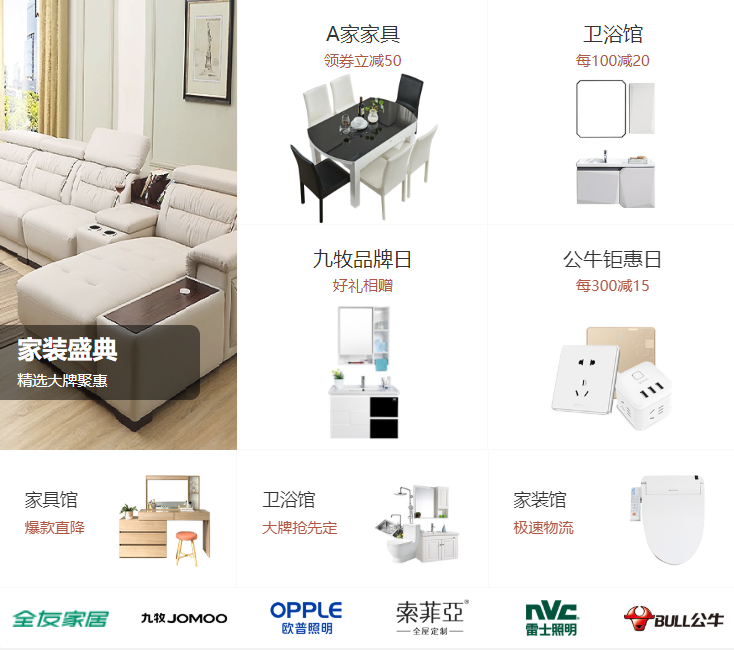 A家家具
领券立减50
卫浴馆
每100减20
家装盛典
精选大牌聚惠
九牧品牌日
好礼相赠
公牛钜惠日
每300减15
家具馆
爆款直降
卫浴馆
大牌抢先定
家装馆
极速物流
全友家居
九牧 JOMOO
OPPLE
欧普照明
索菲亞®
全屋定制
NVC
雷士照明
BULL公牛